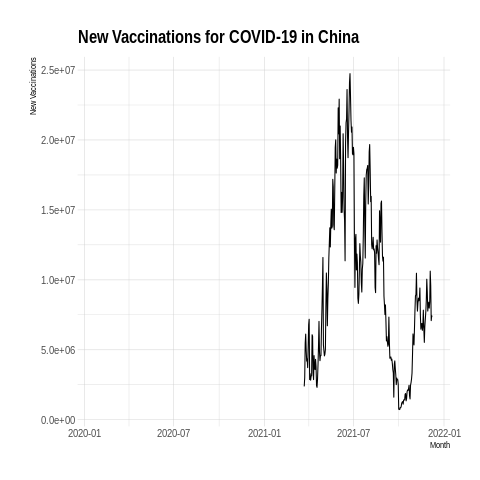 New Vaccinations for COVID-19 in China
New Vaccinations
2.5e+07
2.0e+07
1.5e+07
1.0e+07
5.0e+06
0.0e+00
2020-01 2020-07 2021-01 2021-07 2022-01
Month